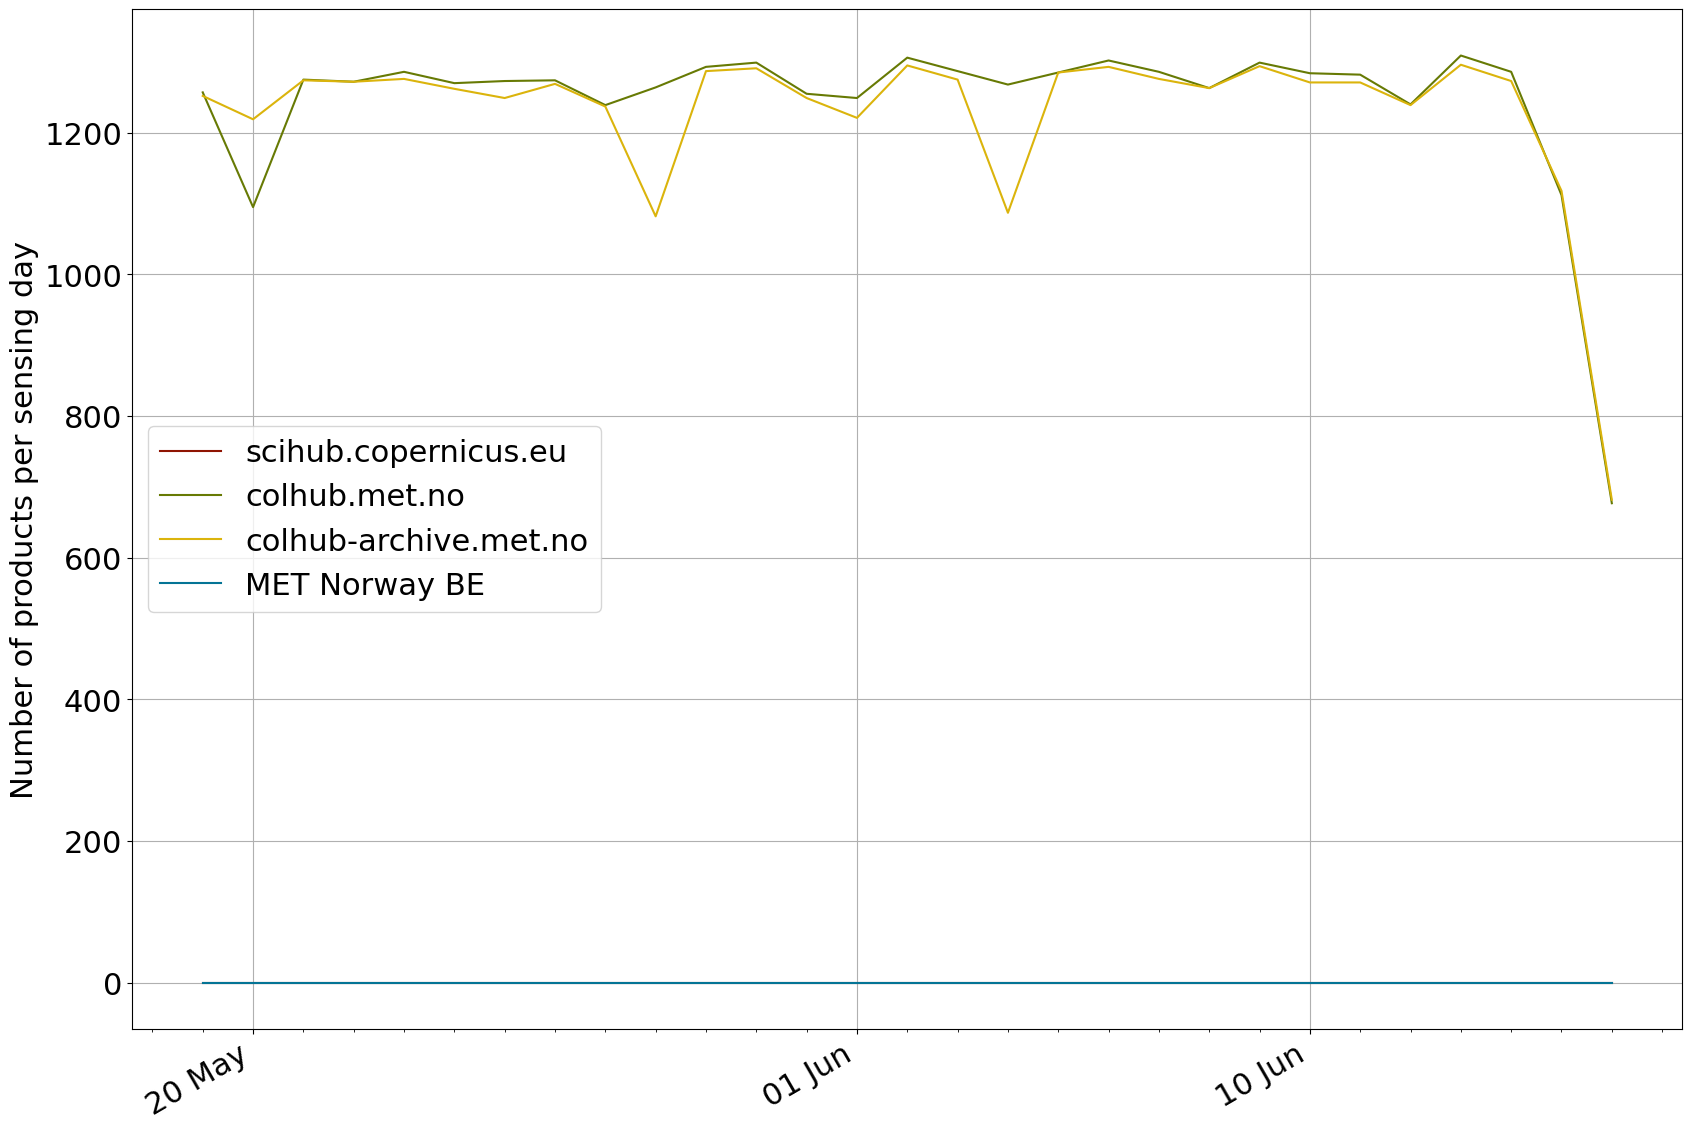 Number of products per sensing day
1200
1000
800
600
400
200
0
scihub.copernicus.eu
colhub.met.no
colhub-archive.met.no
MET Norway BE
20 May
01 Jun
10 Jun